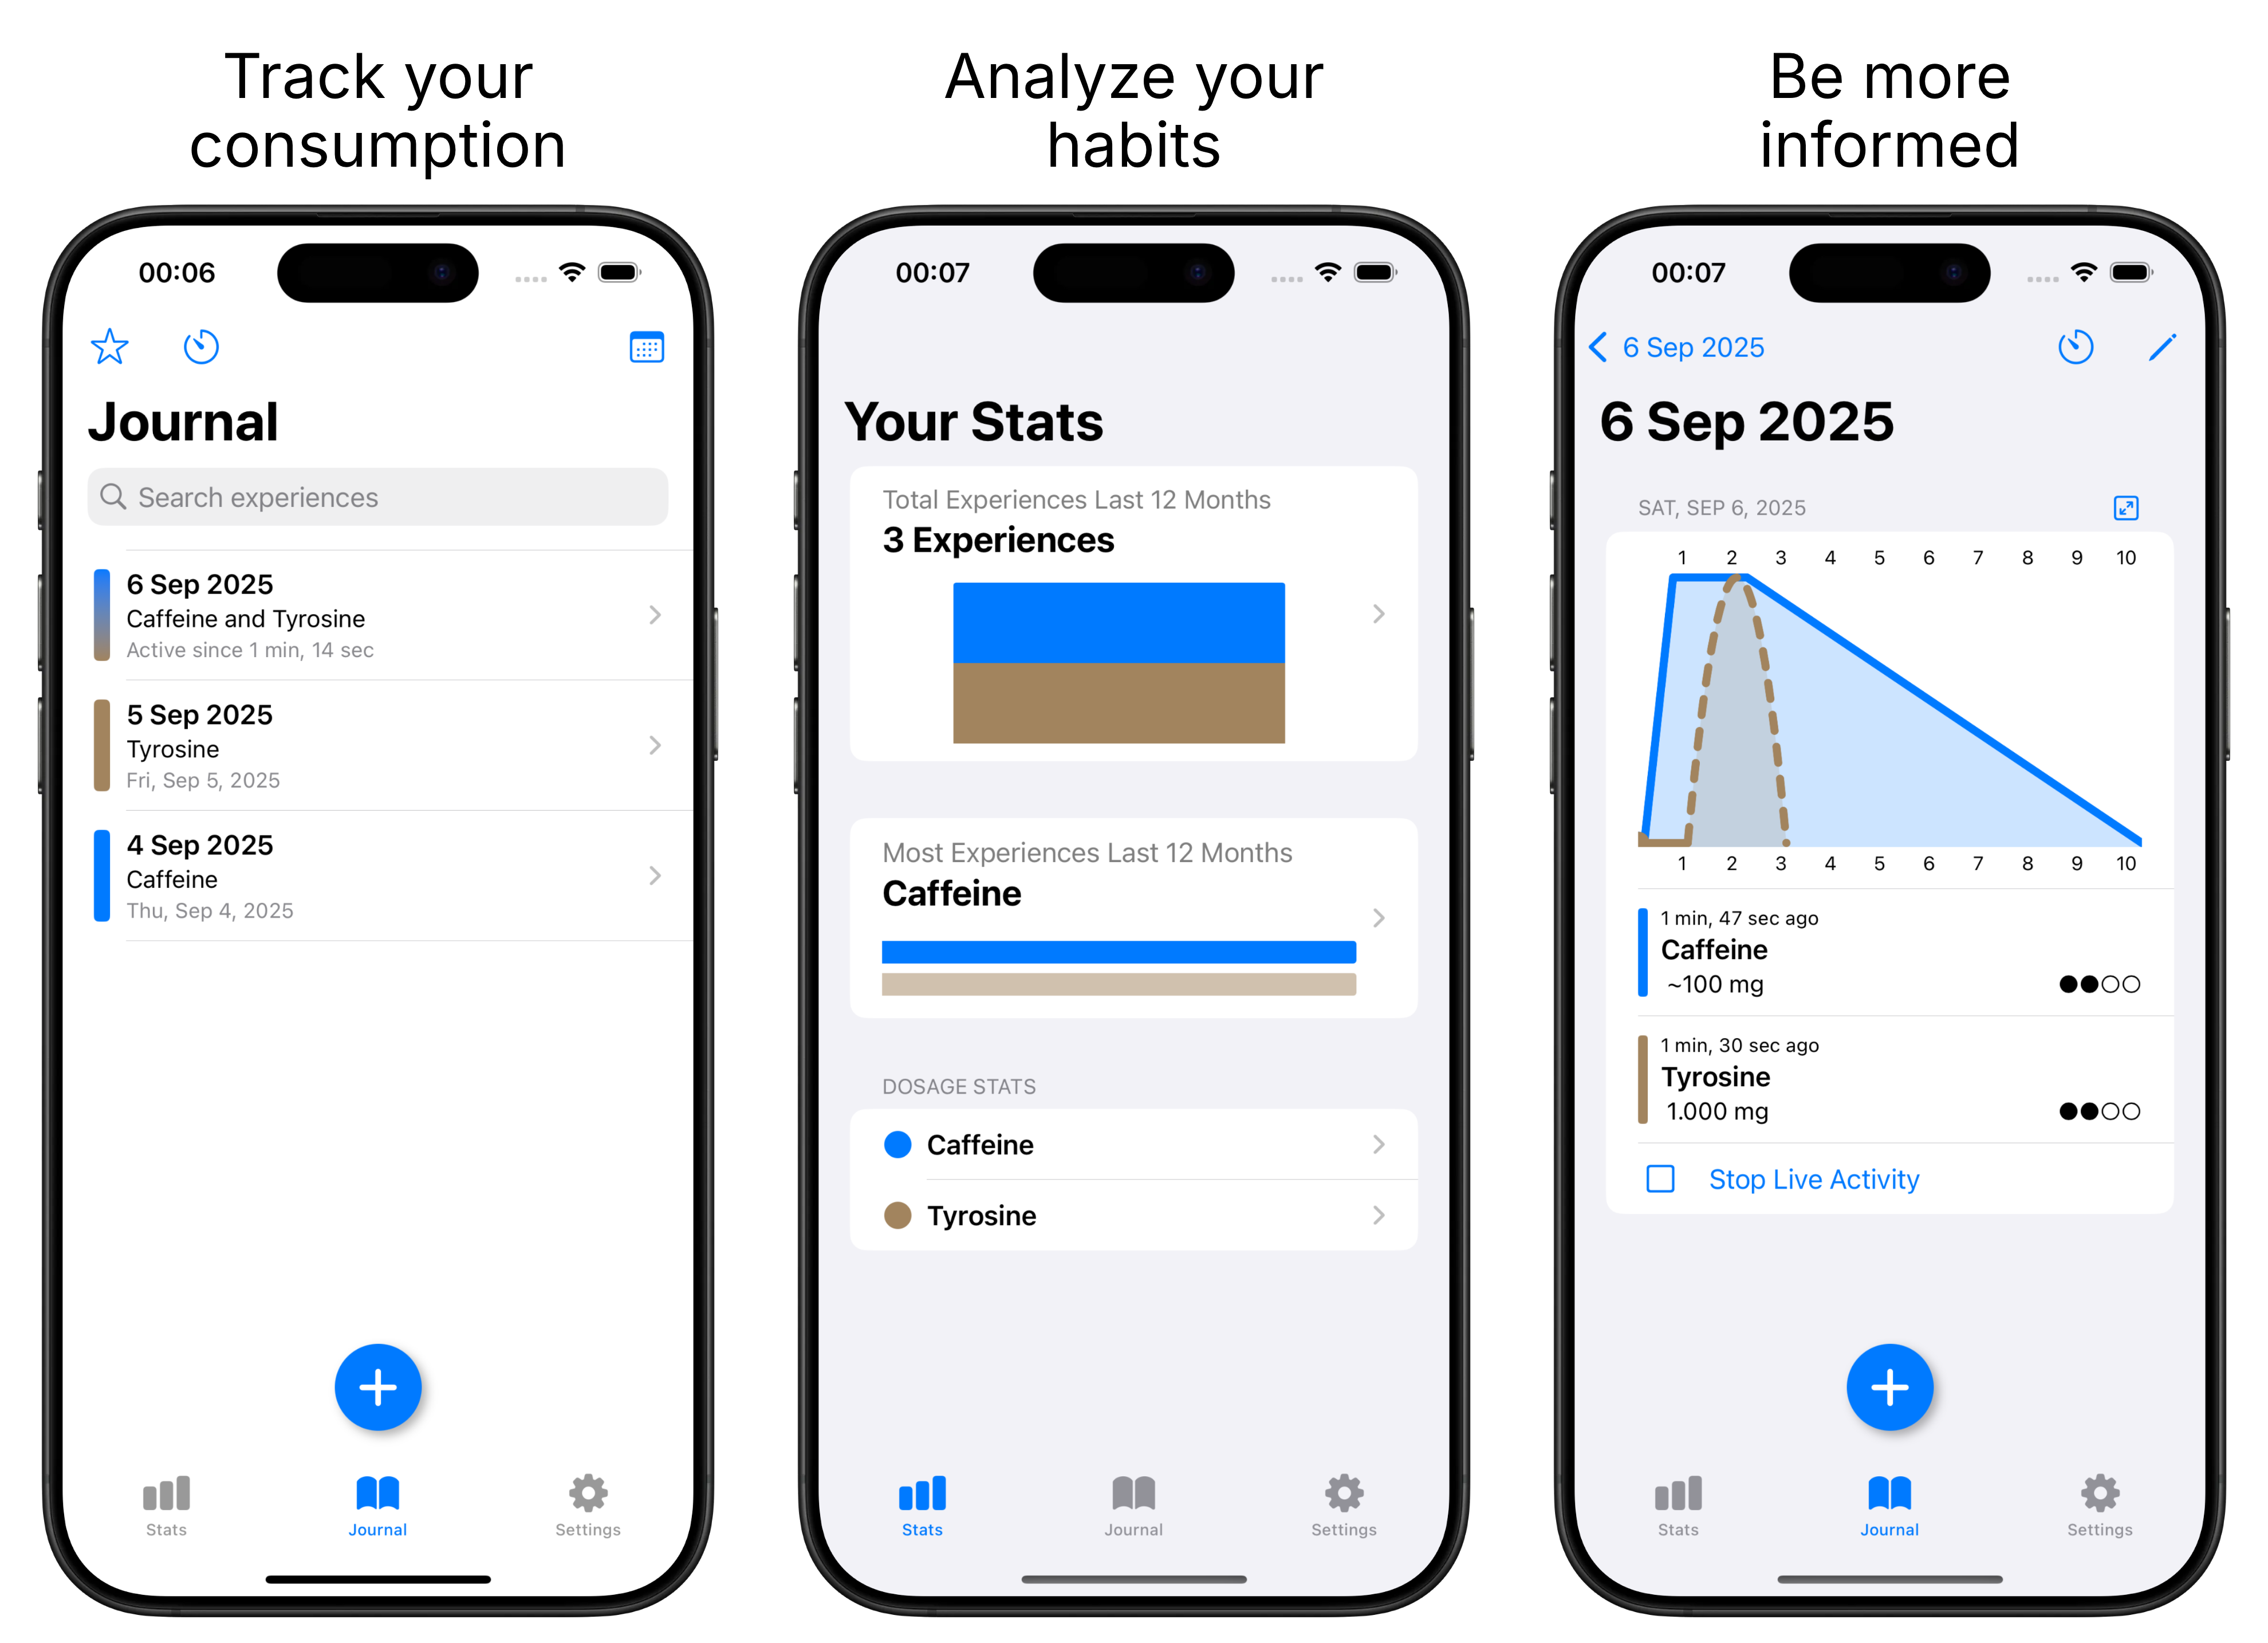 Track your
consumption
00:06
Journal
Search experiences
6 Sep 2025
Caffeine and Tyrosine
Active since 1 min, 14 sec
5 Sep 2025
Tyrosine
Fri, Sep 5, 2025
4 Sep 2025
Caffeine
Thu, Sep 4, 2025
Stats
Journal
Settings
Analyze your
habits
00:07
Your Stats
Total Experiences Last 12 Months
3 Experiences
Most Experiences Last 12 Months
Caffeine
DOSAGE STATS
Caffeine
Tyrosine
Stats
Journal
Settings
Be more
informed
00:07
6 Sep 2025
6 Sep 2025
SAT, SEP 6, 2025
1 2 3 4 5 6 7 8 9 10
1 2 3 4 5 6 7 8 9 10
1 min, 47 sec ago
Caffeine
~100 mg
1 min, 30 sec ago
Tyrosine
1.000 mg
Stop Live Activity
Stats
Journal
Settings